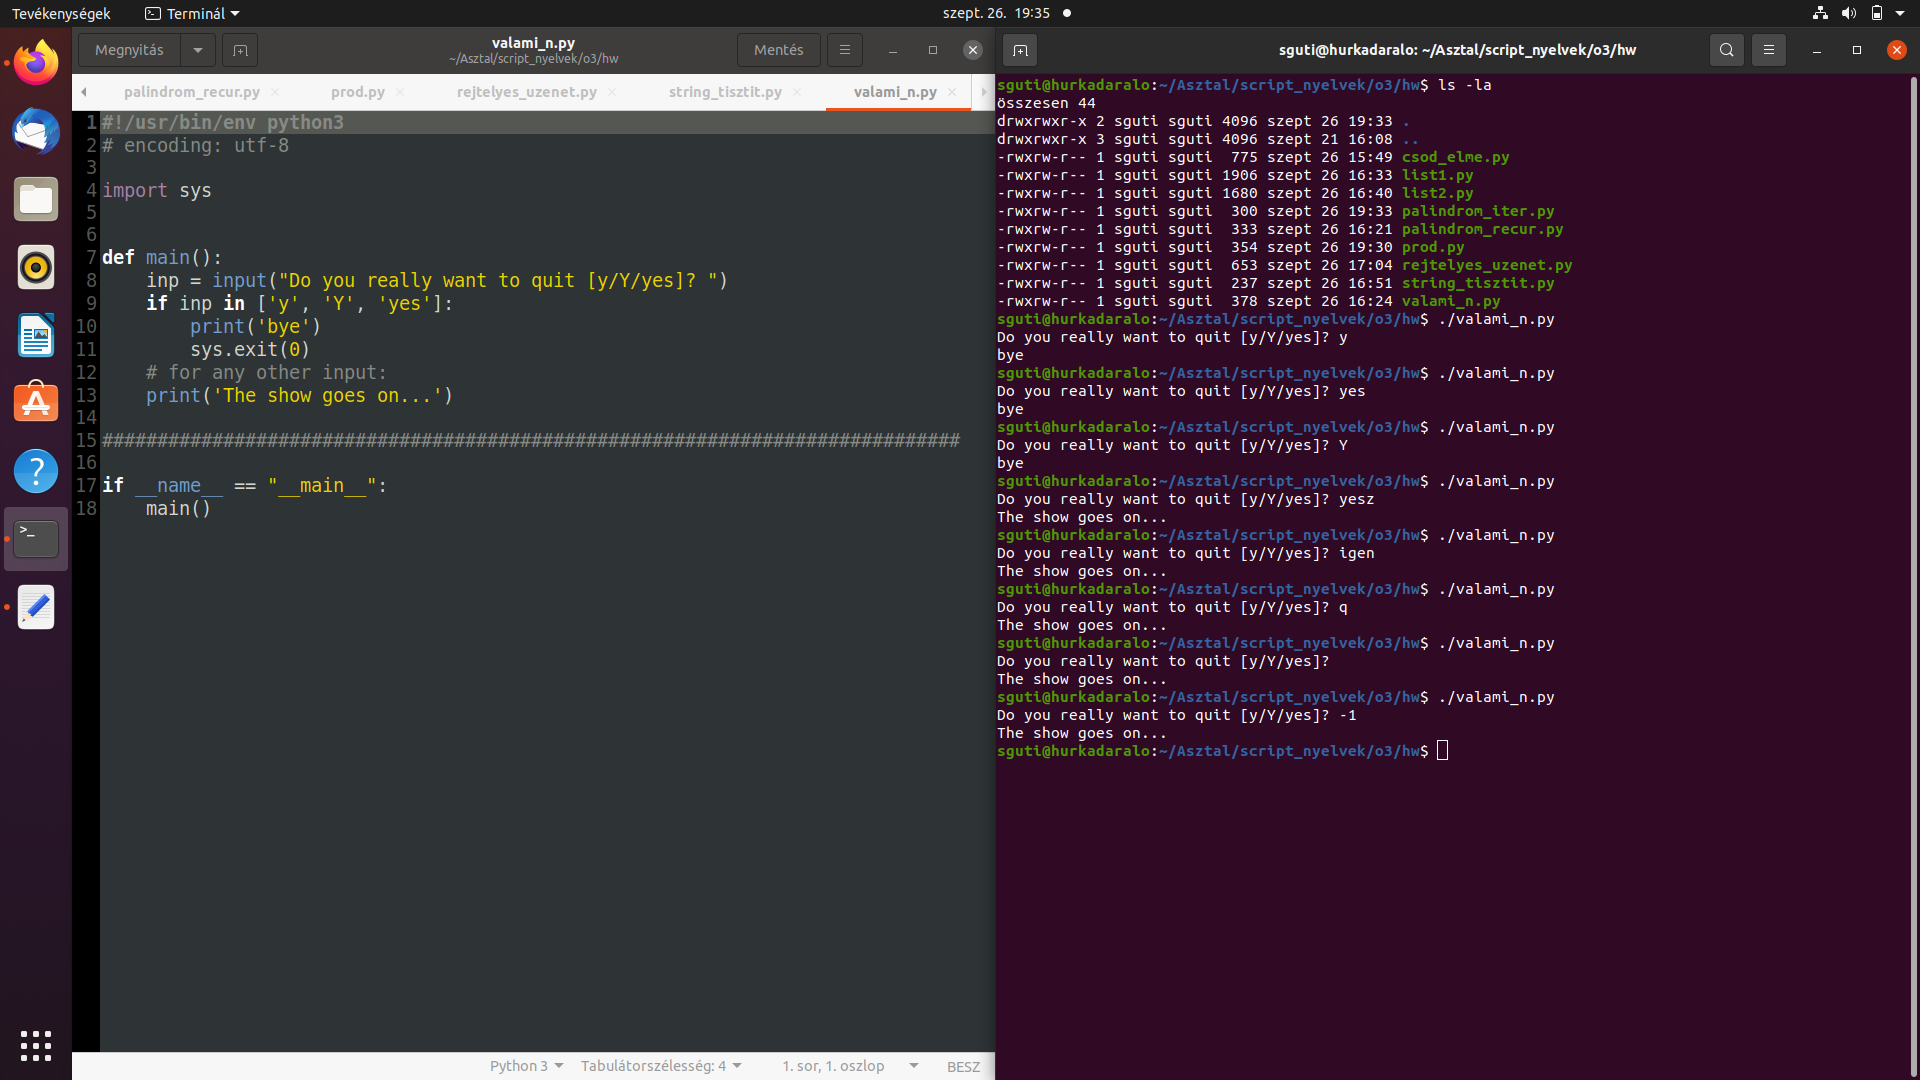 Tevékenységek
Terminál
szept. 26. 19:35
Megnyitás
valami_n.py
~/Asztal/script_nyelvek/o3/hw
Mentés
palindrom_recur.py
prod.py
rejtelyes_uzenet.py
string_tisztit.py
valami_n.py
1 #!/usr/bin/env python3
2 # encoding: utf-8
3
4 import sys
5
6
7 def main():
8     inp = input("Do you really want to quit [y/Y/yes]? ")
9     if inp in ['y', 'Y', 'yes']:
10         print('bye')
11         sys.exit(0)
12     # for any other input:
13     print('The show goes on...')
14
15 ##############################################################################
16
17 if __name__ == "__main__":
18     main()
Python 3
Tabulátorszélesség: 4
1. sor, 1. oszlop
BESZ
sguti@hurkadaralo: ~/Asztal/script_nyelvek/o3/hw
sguti@hurkadaralo:~/Asztal/script_nyelvek/o3/hw$ ls -la
összesen 44
drwxrwxr-x 2 sguti sguti 4096 szept 26 19:33 .
drwxrwxr-x 3 sguti sguti 4096 szept 21 16:08 ..
-rwxrw-r-- 1 sguti sguti  775 szept 26 15:49 csod_elme.py
-rwxrw-r-- 1 sguti sguti 1906 szept 26 16:33 list1.py
-rwxrw-r-- 1 sguti sguti 1680 szept 26 16:40 list2.py
-rwxrw-r-- 1 sguti sguti  300 szept 26 19:33 palindrom_iter.py
-rwxrw-r-- 1 sguti sguti  333 szept 26 16:21 palindrom_recur.py
-rwxrw-r-- 1 sguti sguti  354 szept 26 19:30 prod.py
-rwxrw-r-- 1 sguti sguti  653 szept 26 17:04 rejtelyes_uzenet.py
-rwxrw-r-- 1 sguti sguti  237 szept 26 16:51 string_tisztit.py
-rwxrw-r-- 1 sguti sguti  378 szept 26 16:24 valami_n.py
sguti@hurkadaralo:~/Asztal/script_nyelvek/o3/hw$ ./valami_n.py
Do you really want to quit [y/Y/yes]? y
bye
sguti@hurkadaralo:~/Asztal/script_nyelvek/o3/hw$ ./valami_n.py
Do you really want to quit [y/Y/yes]? yes
bye
sguti@hurkadaralo:~/Asztal/script_nyelvek/o3/hw$ ./valami_n.py
Do you really want to quit [y/Y/yes]? Y
bye
sguti@hurkadaralo:~/Asztal/script_nyelvek/o3/hw$ ./valami_n.py
Do you really want to quit [y/Y/yes]? yesz
The show goes on...
sguti@hurkadaralo:~/Asztal/script_nyelvek/o3/hw$ ./valami_n.py
Do you really want to quit [y/Y/yes]? igen
The show goes on...
sguti@hurkadaralo:~/Asztal/script_nyelvek/o3/hw$ ./valami_n.py
Do you really want to quit [y/Y/yes]? q
The show goes on...
sguti@hurkadaralo:~/Asztal/script_nyelvek/o3/hw$ ./valami_n.py
Do you really want to quit [y/Y/yes]?
The show goes on...
sguti@hurkadaralo:~/Asztal/script_nyelvek/o3/hw$ ./valami_n.py
Do you really want to quit [y/Y/yes]? -1
The show goes on...
sguti@hurkadaralo:~/Asztal/script_nyelvek/o3/hw$